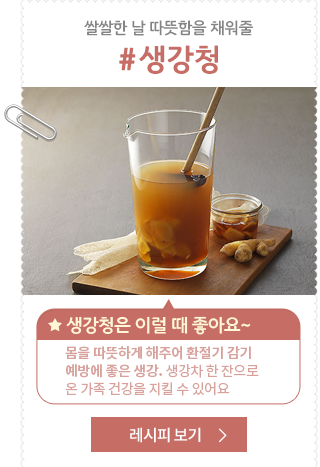 쌀쌀한 날 따뜻함을 채워줄
#생강청
★ 생강청은 이럴 때 좋아요~
몸을 따뜻하게 해주어 환절기 감기
예방에 좋은 생강. 생강차 한 잔으로
온 가족 건강을 지킬 수 있어요
레시피 보기 >